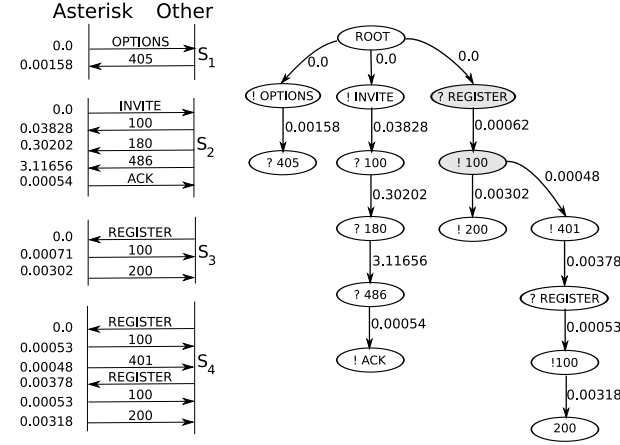 Asterisk Other
0.0 OPTIONS
0.00158 405
S1
0.0 INVITE
0.03828 100
0.30202 180
S2
3.11656 486
0.00054 ACK
0.0 REGISTER
0.00071 100
S3
0.00302 200
0.0 REGISTER
0.00053 100
0.00048 401
S4
0.00378 REGISTER
0.00053 100
0.00318 200
ROOT
0.0 0.0 0.0
! OPTIONS ! INVITE ? REGISTER
0.00158 0.03828 0.00062
? 405 ? 100 ! 100
0.30202 0.00302 0.00048
? 180 ! 200 ! 401
3.11656 0.00378
? 486 ? REGISTER
0.00054 0.00053
! ACK !100
0.00318
200